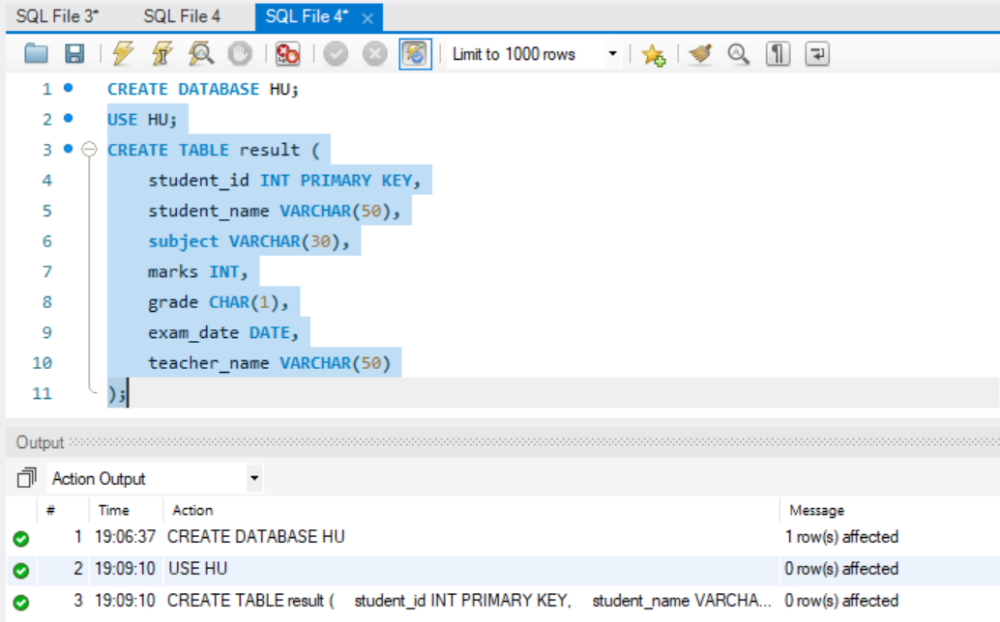 SQL File 3* SQL File 4 SQL File 4*
Limit to 1000 rows
1 CREATE DATABASE HU;
2 USE HU;
3 CREATE TABLE result (
4 student_id INT PRIMARY KEY,
5 student_name VARCHAR(50),
6 subject VARCHAR(30),
7 marks INT,
8 grade CHAR(1),
9 exam_date DATE,
10 teacher_name VARCHAR(50)
11 );
Output
Action Output
# Time Action Message
1 19:06:37 CREATE DATABASE HU 1 row(s) affected
2 19:09:10 USE HU 0 row(s) affected
3 19:09:10 CREATE TABLE result ( student_id INT PRIMARY KEY, student_name VARCHA... 0 row(s) affected